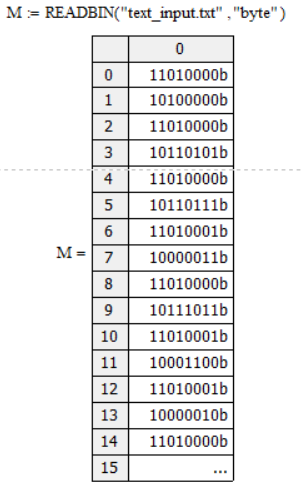 M := READBIN("text_input.txt" ,"byte")
0
0 11010000b
1 10100000b
2 11010000b
3 10110101b
4 11010000b
5 10110111b
6 11010001b
M = 7 10000011b
8 11010000b
9 10111011b
10 11010001b
11 10001100b
12 11010001b
13 10000010b
14 11010000b
15 ...